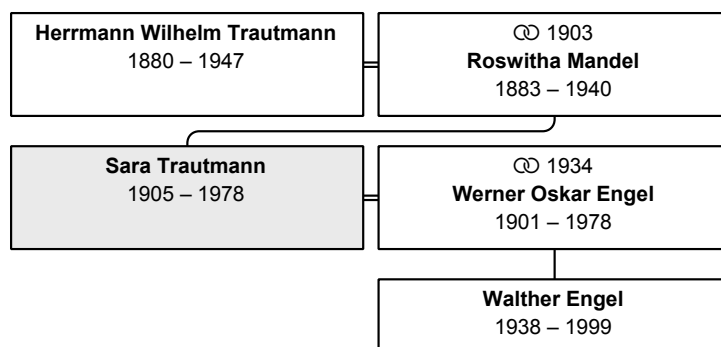 Herrmann Wilhelm Trautmann
1880 – 1947
⚭ 1903
Roswitha Mandel
1883 – 1940
Sara Trautmann
1905 – 1978
⚭ 1934
Werner Oskar Engel
1901 – 1978
Walther Engel
1938 – 1999